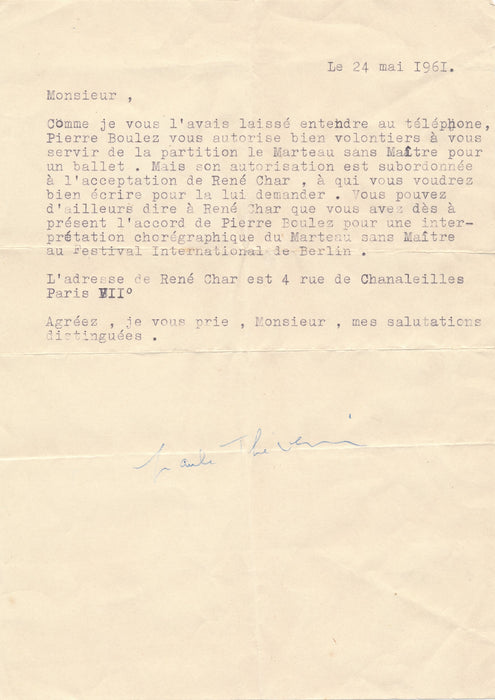 Le 24 mai 1961.
Monsieur ,
Comme je vous l'avais laissé entendre au téléphone,
Pierre Boulez vous autorise bien volontiers à vous
servir de la partition le Marteau sans Maître pour
un ballet . Mais son autorisation est subordonnée
à l'acceptation de René Char , à qui vous voudrez
bien écrire pour la lui demander . Vous pouvez
d'ailleurs dire à René Char que vous avez dès à
présent l'accord de Pierre Boulez pour une inter-
prétation chorégraphique du Marteau sans Maître
au Festival International de Berlin .
L'adresse de René Char est 4 rue de Chanaleilles
Paris VII°
Agréez , je vous prie , Monsieur , mes salutations
distinguées .
Paule Thévenin